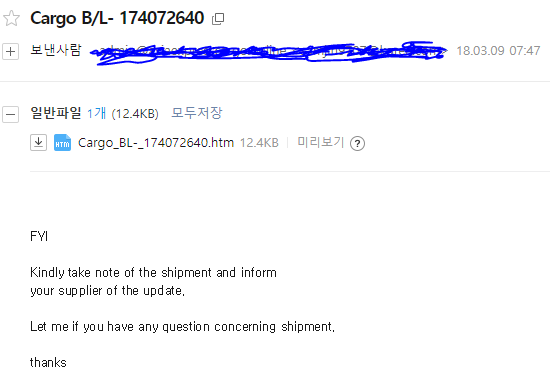 Cargo B/L- 174072640
보낸사람 18.03.09 07:47
일반파일 1개 (12.4KB) 모두저장
HTM Cargo_BL-_174072640.htm 12.4KB 미리보기 ?
FYI
Kindly take note of the shipment and inform
your supplier of the update,
Let me if you have any question concerning shipment,
thanks